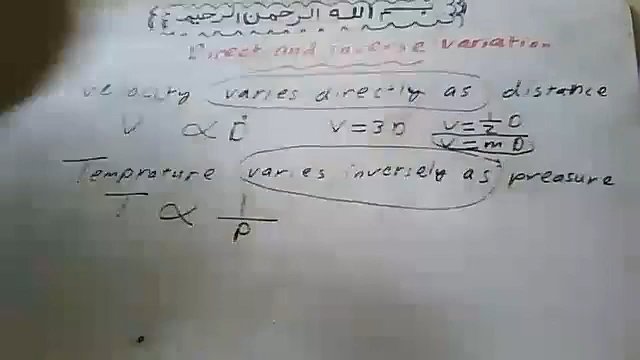 بسم الله الرحمن الرحيم
Direct and inverse variation
velocity varies directly as distance
V ∝ D V = 3D V = 1/2 D
V = m D
Temprature varies inversely as preasure
T ∝ 1/P